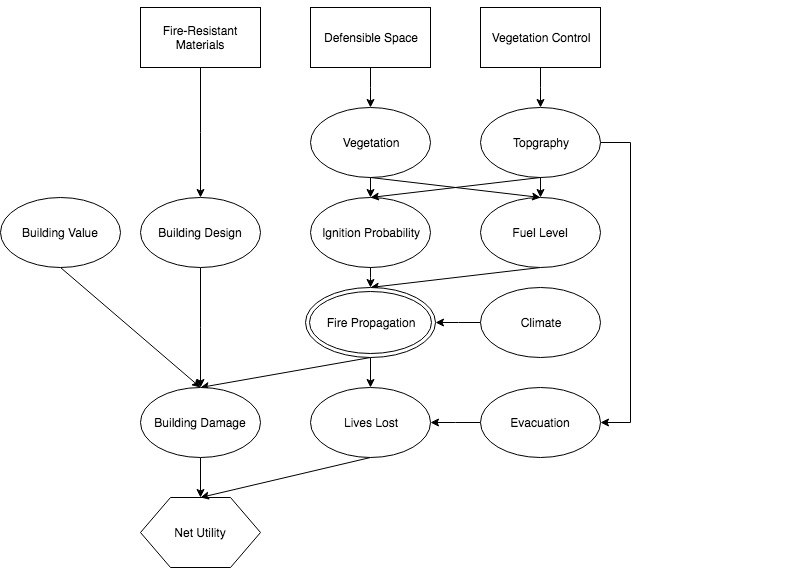 Fire-Resistant
Materials
Defensible Space
Vegetation Control
Vegetation
Topgraphy
Building Value
Building Design
Ignition Probability
Fuel Level
Fire Propagation
Climate
Building Damage
Lives Lost
Evacuation
Net Utility